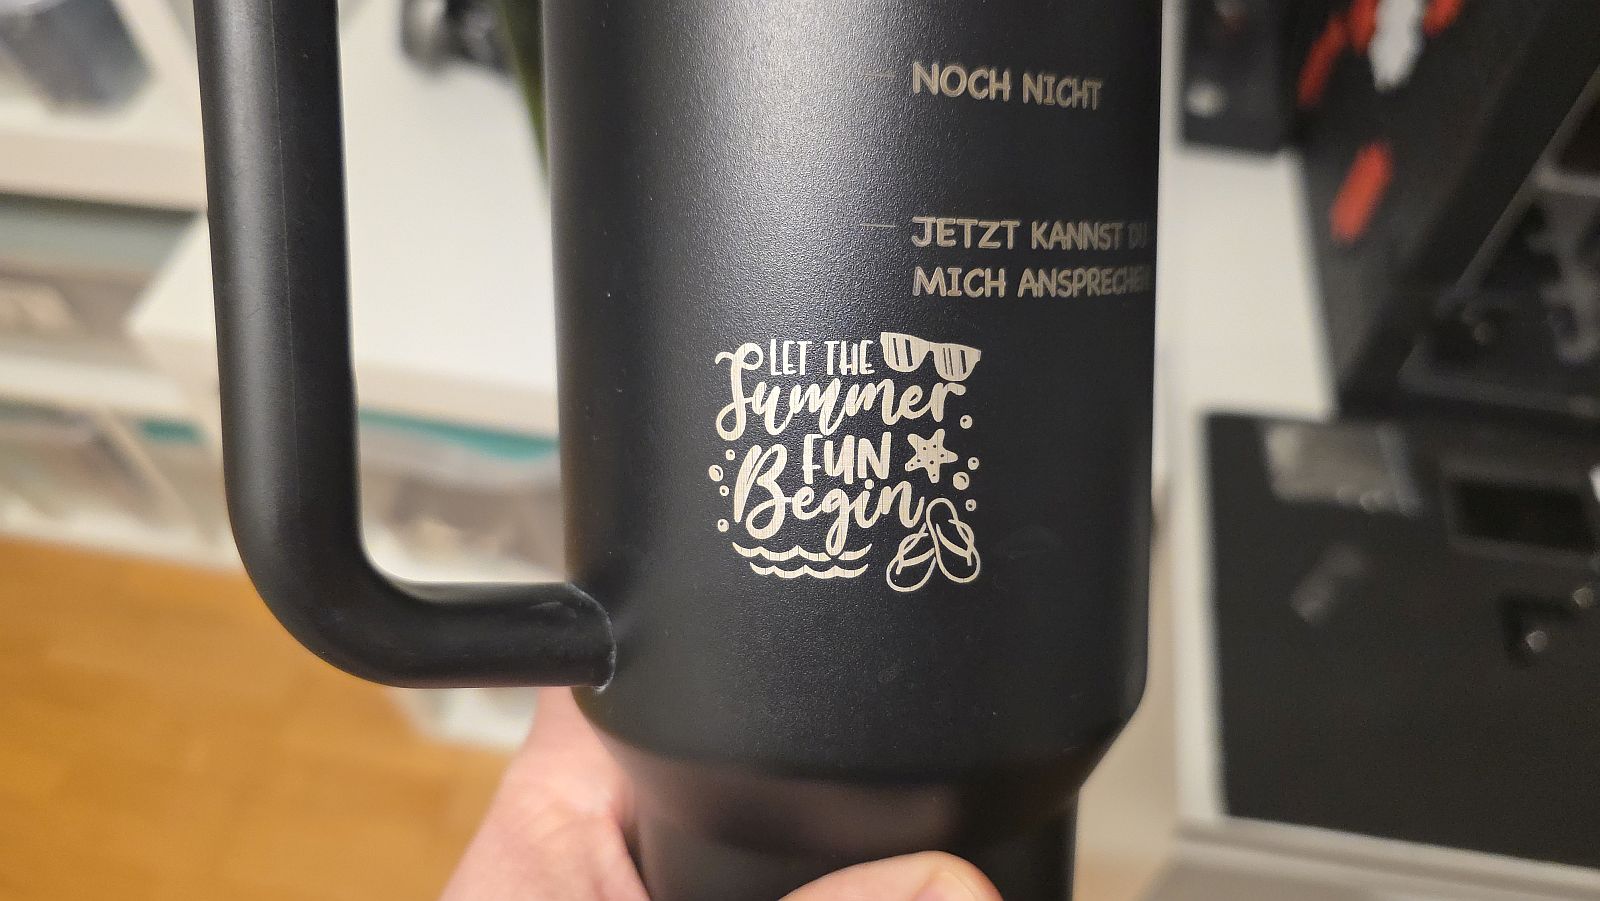 NOCH NICHT
JETZT KANNST DU
MICH ANSPRECHEN
LET THE
Summer
FUN
Begin